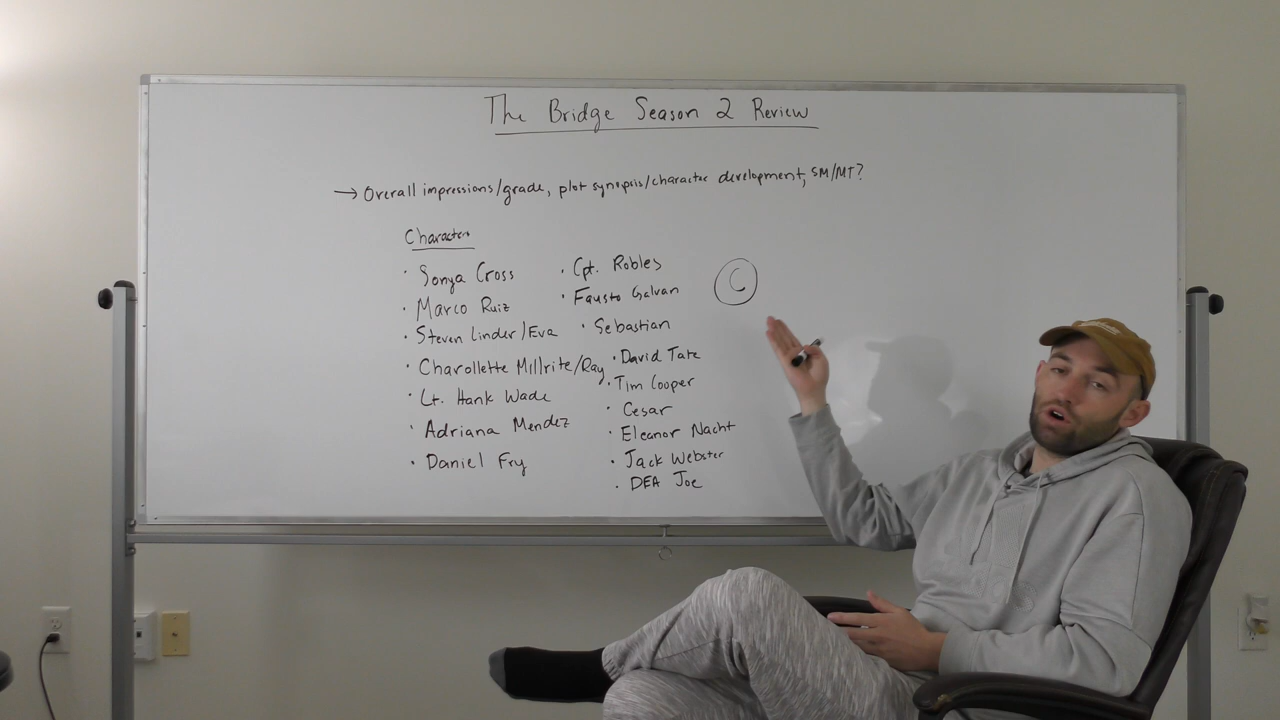 The Bridge Season 2 Review
→ Overall impressions/grade, plot synopsis/character development, SM/MT?
Characters
· Sonya Cross
· Marco Ruiz
· Steven Linder/Eva
· Charollette Millrite/Ray
· Lt. Hank Wade
· Adriana Mendez
· Daniel Fry
· Cpt. Robles
· Fausto Galvan
· Sebastian
· David Tate
· Tim Cooper
· Cesar
· Eleanor Nacht
· Jack Webster
· DEA Joe
C